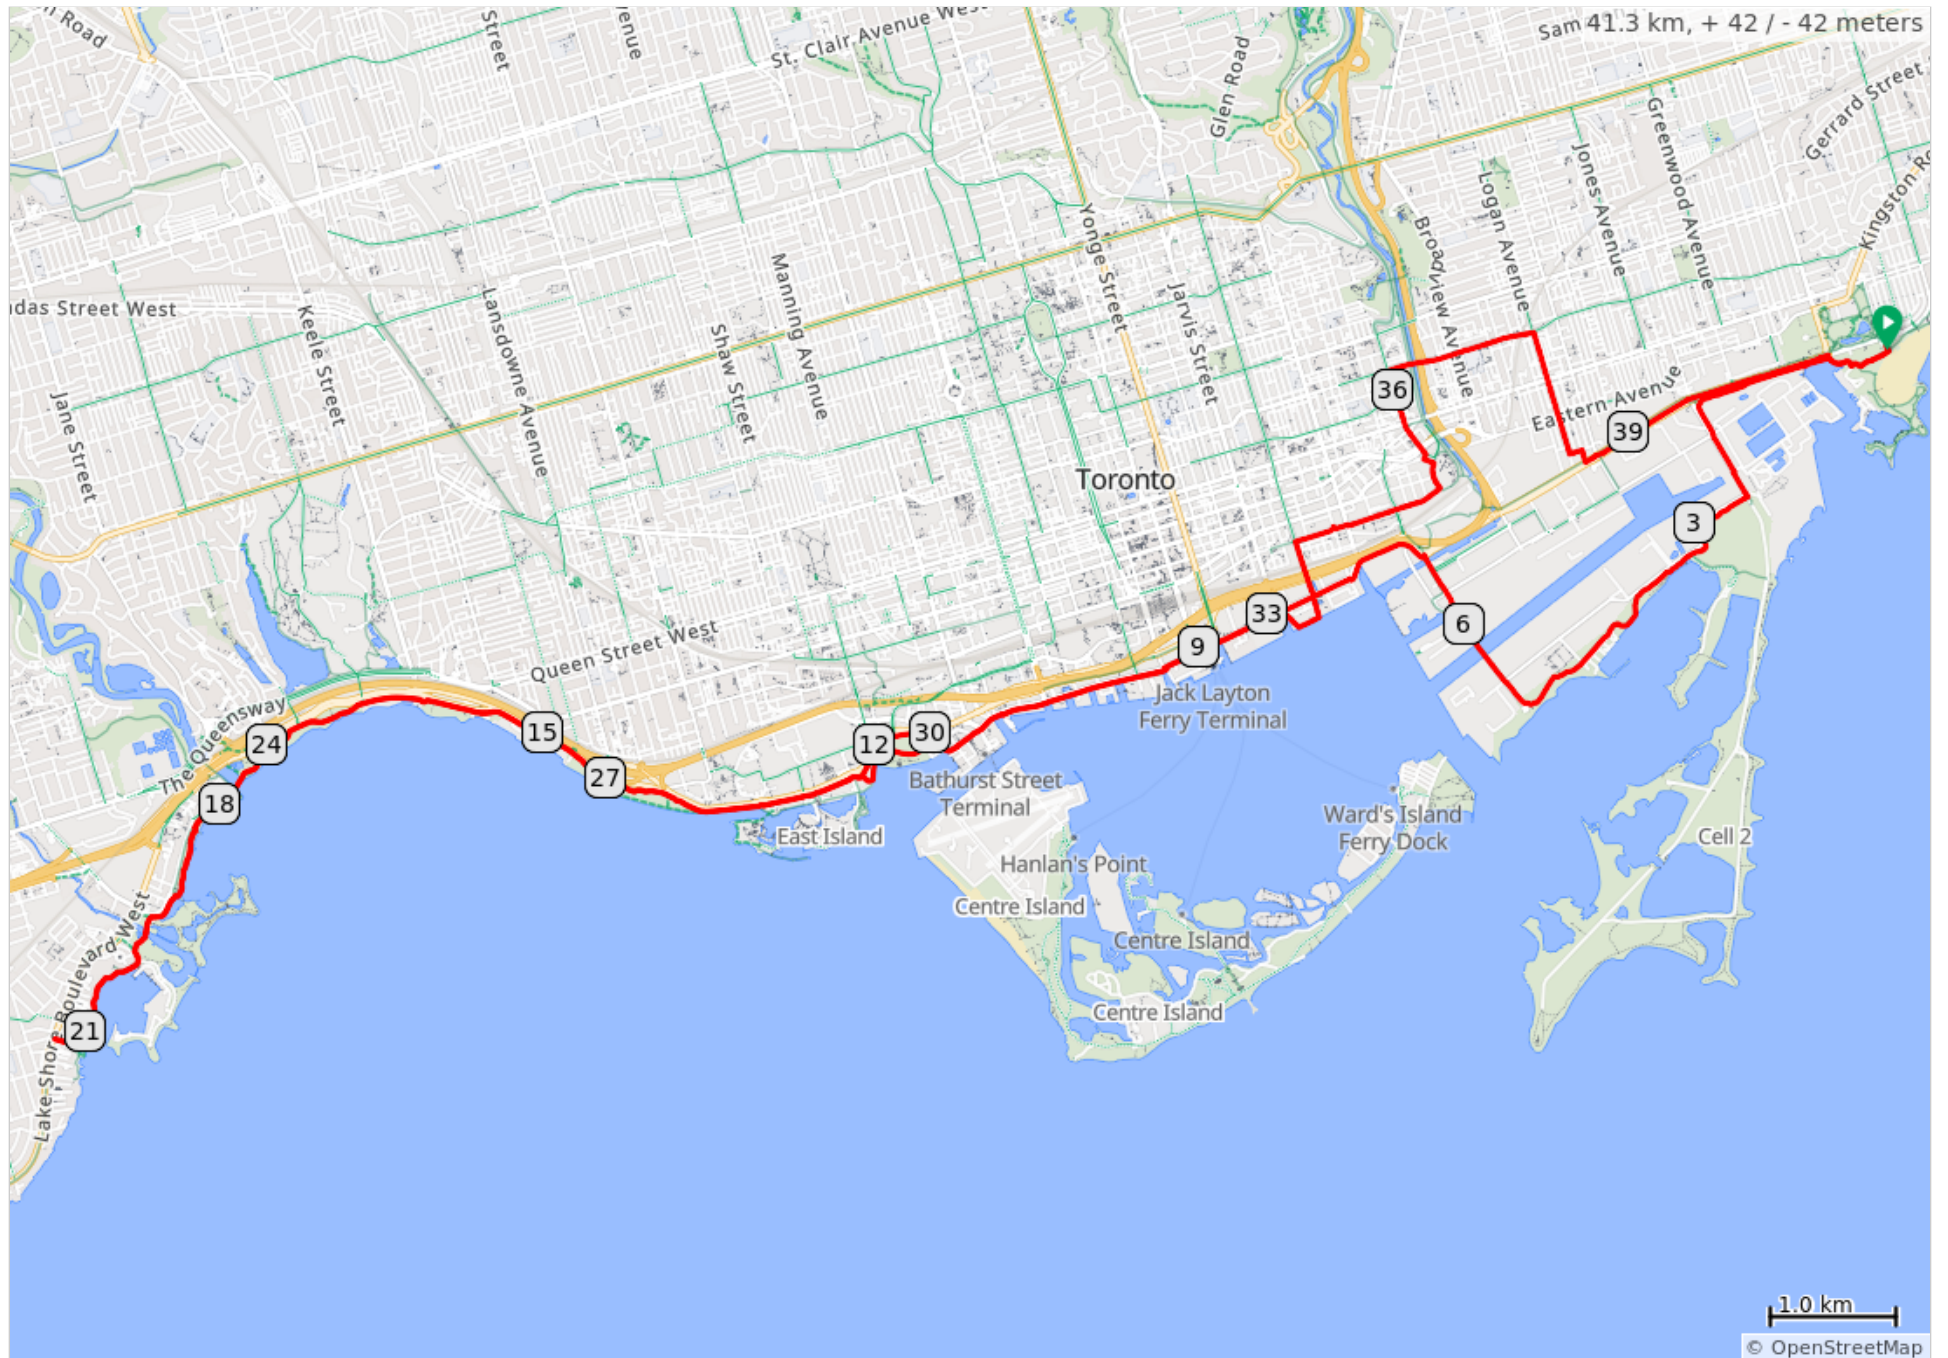 n Road
Street
enue
St. Clair Avenue West
Glen Road
Sam
41.3 km, + 42 / - 42 meters
Gerrard Street
Greenwood Avenue
Jones Avenue
Logan Avenue
Kingston Ro
Broadview Avenue
Yonge Street
Jarvis Street
Manning Avenue
Shaw Street
Lansdowne Avenue
Keele Street
idas Street West
Jane Street
36
Eastern Avenue
39
Toronto
3
6
33
9
Queen Street West
Jack Layton
Ferry Terminal
The Queensway
24
15
12
30
27
18
Bathurst Street
Terminal
East Island
Ward's Island
Ferry Dock
Cell 2
Hanlan's Point
Centre Island
Centre Island
Centre Island
Lake Shore Boulevard West
21
1.0 km
© OpenStreetMap